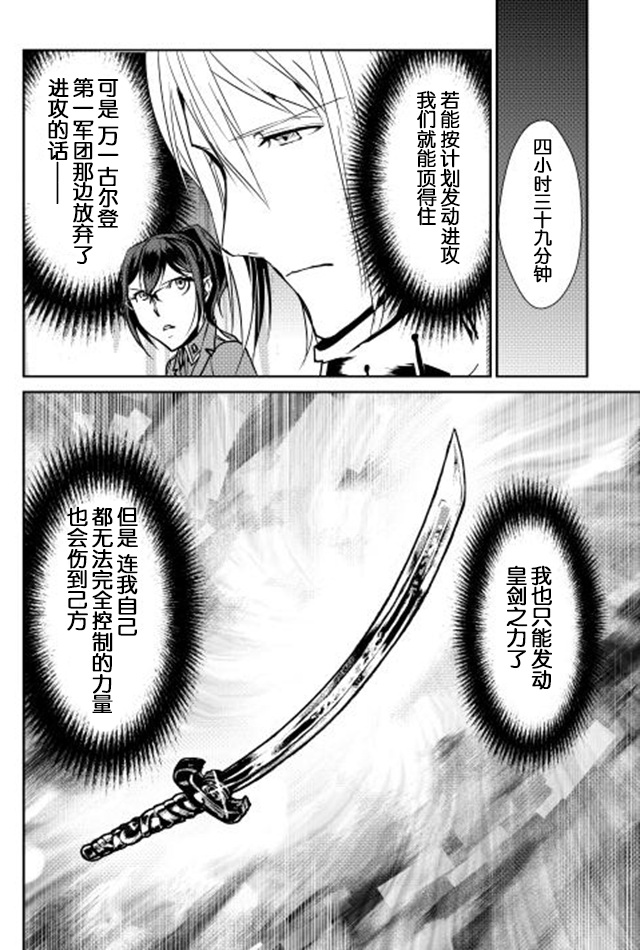 四小时三十九分钟
若能按计划发动进攻
我们就能顶得住
可是 万一古尔登
第一军团那边放弃了
进攻的话——
我也只能发动
皇剑之力了
但是 连我自己
都无法完全控制的力量
也会伤到己方